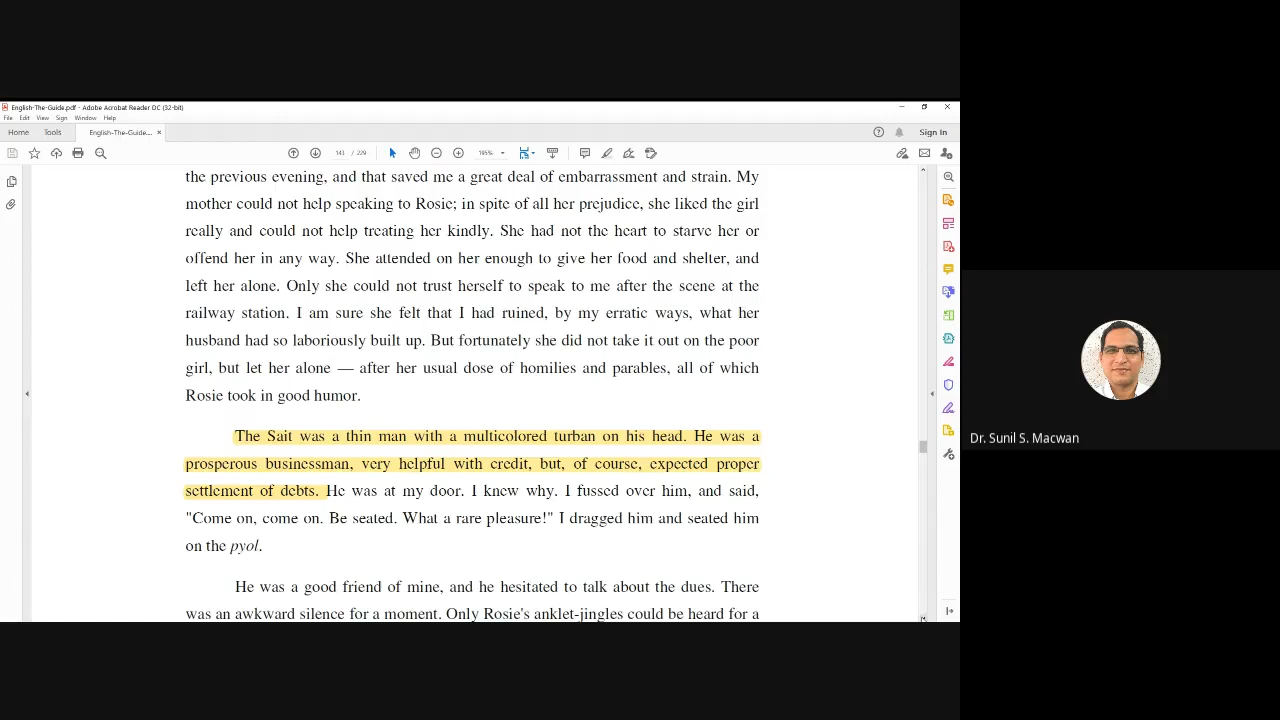 English-The-Guide.pdf - Adobe Acrobat Reader DC (32-bit)
File Edit View Sign Window Help
Home Tools English-The-Guide.... × Sign In
141 / 229 195%
the previous evening, and that saved me a great deal of embarrassment and strain. My
mother could not help speaking to Rosie; in spite of all her prejudice, she liked the girl
really and could not help treating her kindly. She had not the heart to starve her or
offend her in any way. She attended on her enough to give her food and shelter, and
left her alone. Only she could not trust herself to speak to me after the scene at the
railway station. I am sure she felt that I had ruined, by my erratic ways, what her
husband had so laboriously built up. But fortunately she did not take it out on the poor
girl, but let her alone — after her usual dose of homilies and parables, all of which
Rosie took in good humor.
The Sait was a thin man with a multicolored turban on his head. He was a
prosperous businessman, very helpful with credit, but, of course, expected proper
settlement of debts. He was at my door. I knew why. I fussed over him, and said,
"Come on, come on. Be seated. What a rare pleasure!" I dragged him and seated him
on the pyol.
He was a good friend of mine, and he hesitated to talk about the dues. There
was an awkward silence for a moment. Only Rosie's anklet-jingles could be heard for a
Dr. Sunil S. Macwan